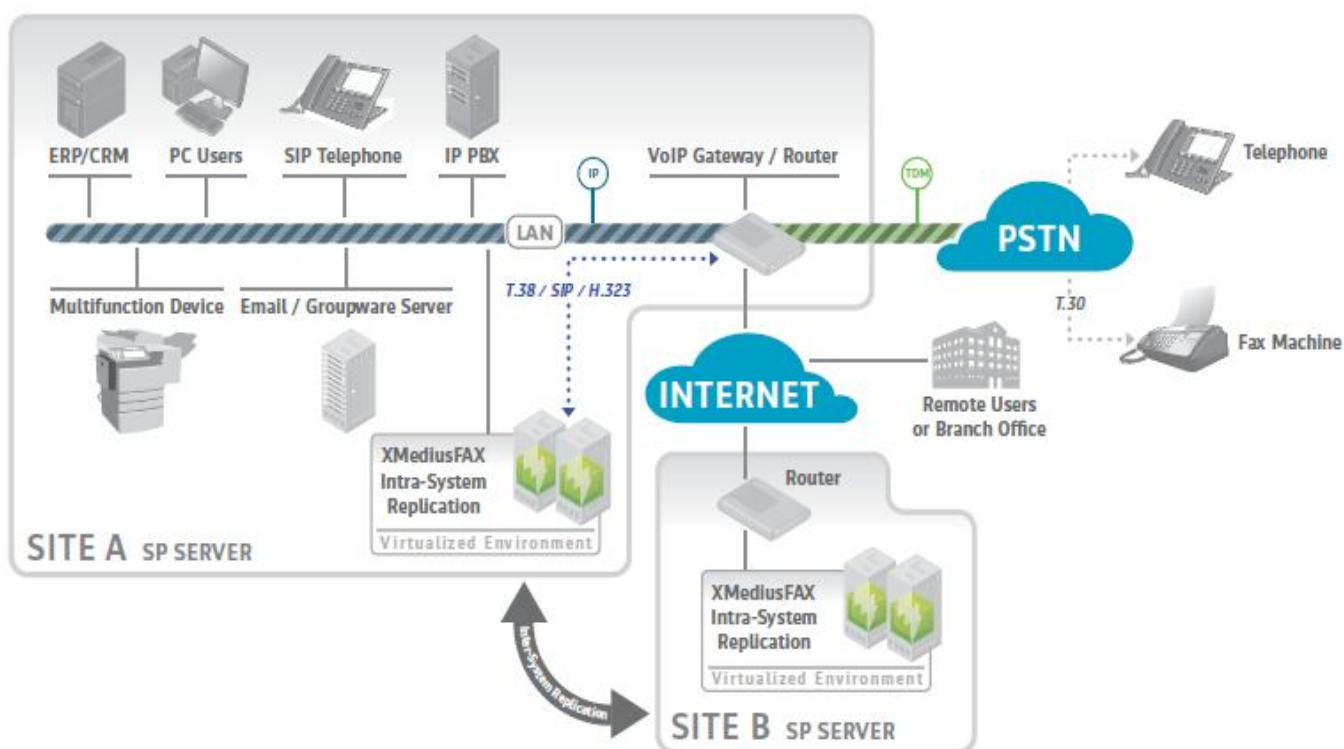 ERP/CRM
PC Users
SIP Telephone
IP PBX
IP
VoIP Gateway / Router
TDM
Telephone
LAN
PSTN
Multifunction Device
Email / Groupware Server
T.38 / SIP / H.323
T.30
Fax Machine
INTERNET
Remote Users
or Branch Office
XMediusFAX
Intra-System
Replication
Virtualized Environment
SITE A SP SERVER
Router
XMediusFAX
Intra-System
Replication
Virtualized Environment
Inter-System Replication
SITE B SP SERVER